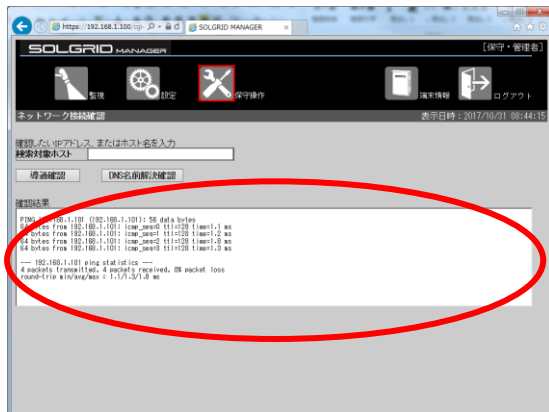 https://192.168.1.100/cgi-
SOLGRID MANAGER
SOLGRID MANAGER
[保守・管理者]
監視
設定
保守操作
端末情報
ログアウト
ネットワーク接続確認
表示日時：2017/10/31 08:44:15
確認したいIPアドレス、またはホスト名を入力
検索対象ホスト
導通確認
DNS名前解決確認
確認結果
PING 192.168.1.101 (192.168.1.101): 56 data bytes
64 bytes from 192.168.1.101: icmp_seq=0 ttl=128 time=1.1 ms
64 bytes from 192.168.1.101: icmp_seq=1 ttl=128 time=1.2 ms
64 bytes from 192.168.1.101: icmp_seq=2 ttl=128 time=1.8 ms
64 bytes from 192.168.1.101: icmp_seq=3 ttl=128 time=1.3 ms
--- 192.168.1.101 ping statistics ---
4 packets transmitted, 4 packets received, 0% packet loss
round-trip min/avg/max = 1.1/1.3/1.8 ms